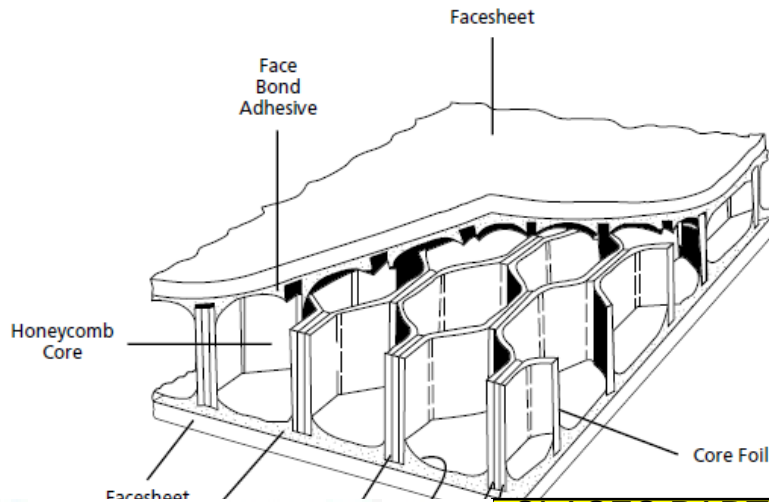 Facesheet
Face
Bond
Adhesive
Honeycomb
Core
Core Foil
Facesheet